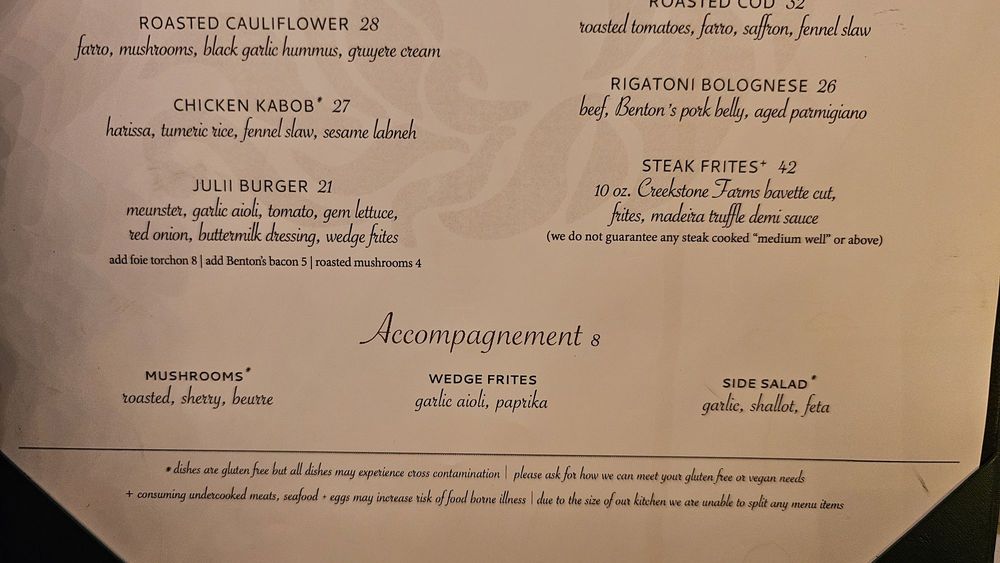 ROASTED CAULIFLOWER 28
farro, mushrooms, black garlic hummus, gruyere cream
CHICKEN KABOB* 27
harissa, tumeric rice, fennel slaw, sesame labneh
JULII BURGER 21
meunster, garlic aioli, tomato, gem lettuce,
red onion, buttermilk dressing, wedge frites
add foie torchon 8 | add Benton's bacon 5 | roasted mushrooms 4
ROASTED COD 32
roasted tomatoes, farro, saffron, fennel slaw
RIGATONI BOLOGNESE 26
beef, Benton's pork belly, aged parmigiano
STEAK FRITES+ 42
10 oz. Creekstone Farms bavette cut,
frites, madeira truffle demi sauce
(we do not guarantee any steak cooked "medium well" or above)
Accompagnement 8
MUSHROOMS*
roasted, sherry, beurre
WEDGE FRITES
garlic aioli, paprika
SIDE SALAD*
garlic, shallot, feta
* dishes are gluten free but all dishes may experience cross contamination | please ask for how we can meet your gluten free or vegan needs
+ consuming undercooked meats, seafood + eggs may increase risk of food borne illness | due to the size of our kitchen we are unable to split any menu items